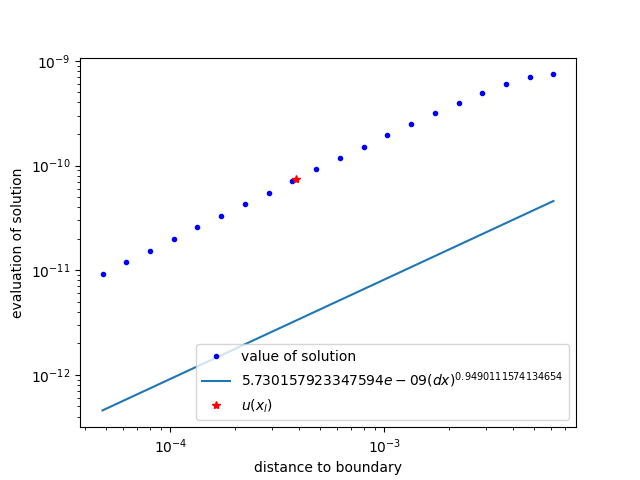 10⁻⁹
10⁻¹⁰
10⁻¹¹
10⁻¹²
evaluation of solution
value of solution
5.730157923347594e − 09(dx)^0.9490111574134654
u(x_I)
10⁻⁴
10⁻³
distance to boundary